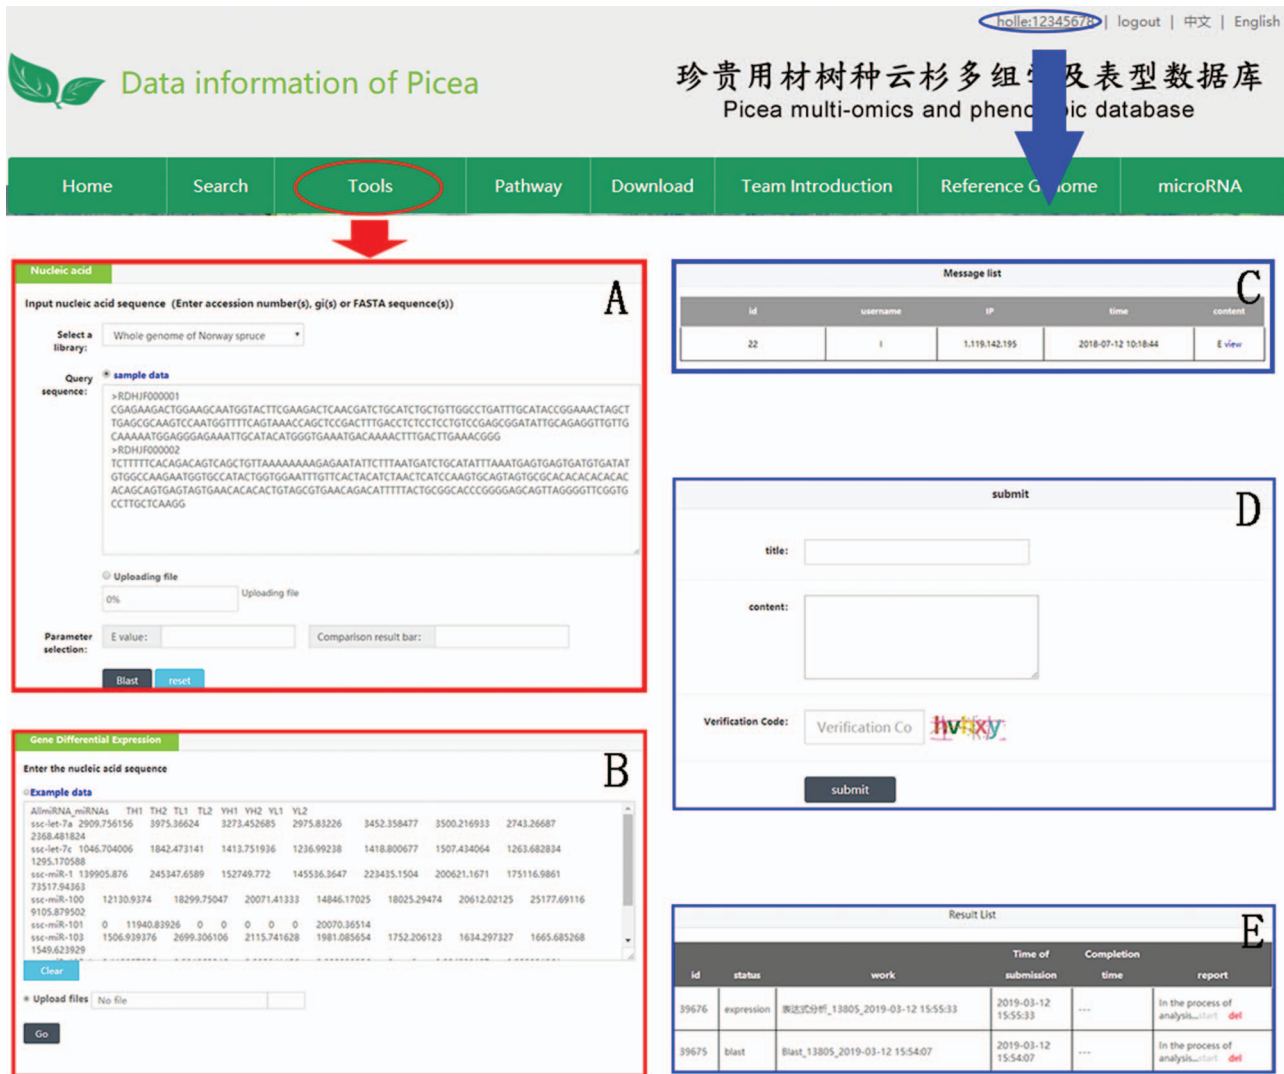 holle:12345678 | logout | 中文 | English
Data information of Picea
珍贵用材树种云杉多组学及表型数据库
Picea multi-omics and phenotypic database
Home Search Tools Pathway Download Team Introduction Reference Genome microRNA
Nucleic acid
A
Input nucleic acid sequence (Enter accession number(s), gi(s) or FASTA sequence(s))
Select a library: Whole genome of Norway spruce
Query sequence: sample data
>RDHJF000001
CGAGAAGACTGGAAGCAATGGTACTTCGAAGACTCAACGATCTGCATCTGCTGTTGGCCTGATTTGCATACCGGAAACTAGCT
TGAGCGCAAGTCCAATGGTTTTCAGTAAACCAGCTCCGACTTTGACCTCTCCTCCTGTCCGAGCGGATATTGCAGAGGTTGTTG
CAAAAATGGAGGGAGAAATTGCATACATGGGTGAAATGACAAAACTTTGACTTGAAACGGG
>RDHJF000002
TCTTTTTCACAGACAGTCAGCTGTTAAAAAAAAGAGAATATTCTTTAATGATCTGCATATTTAAATGAGTGAGTGATGTGATAT
GTGGCCAAGAATGGTGCCATACTGGTGGAATTTGTTCACTACATCTAACTCATCCAAGTGCAGTAGTGCGCACACACACACAC
ACAGCAGTGAGTAGTGAACACACACTGTAGCGTGAACAGACATTTTTACTGCGGCACCCGGGGAGCAGTTAGGGGTTCGGTG
CCTTGCTCAAGG
Uploading file
0% Uploading file
Parameter selection: E value: Comparison result bar:
Blast reset
Gene Differential Expression
B
Enter the nucleic acid sequence
Example data
AllmiRNA_miRNAs TH1 TH2 TL1 TL2 YH1 YH2 YL1 YL2
ssc-let-7a 2909.756156 3975.36624 3273.452685 2975.83226 3452.358477 3500.216933 2743.26687
2368.481824
ssc-let-7c 1046.704006 1842.473141 1413.751936 1236.99238 1418.800677 1507.434064 1263.682834
1295.170588
ssc-miR-1 139905.876 245347.6589 152749.772 145536.3647 223435.1504 200621.1671 175116.9861
73517.94363
ssc-miR-100 12130.9374 18299.75047 20071.41333 14846.17025 18025.29474 20612.02125 25177.69116
9105.879502
ssc-miR-101 0 11940.83926 0 0 0 0 0 20070.36514
ssc-miR-103 1506.939376 2699.306106 2115.741628 1981.085654 1752.206123 1634.297327 1665.685268
1549.623929
Clear
Upload files No file
Go
Message list
C
id username IP time content
22 l 1.119.142.195 2018-07-12 10:18:44 E view
submit
D
title:
content:
Verification Code: Verification Co
submit
Result List
E
id status work Time of submission Completion time report
39676 expression 表达式分析_13805_2019-03-12 15:55:33 2019-03-12 15:55:33 --- In the process of analysis...start del
39675 blast Blast_13805_2019-03-12 15:54:07 2019-03-12 15:54:07 --- In the process of analysis...start del